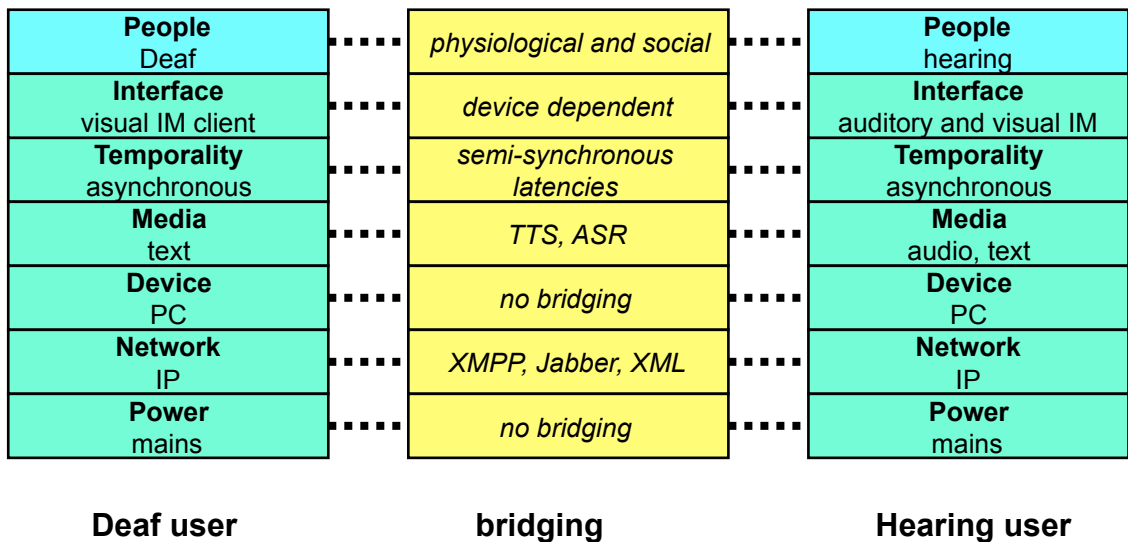 People
Deaf
physiological and social
People
hearing
Interface
visual IM client
device dependent
Interface
auditory and visual IM
Temporality
asynchronous
semi-synchronous
latencies
Temporality
asynchronous
Media
text
TTS, ASR
Media
audio, text
Device
PC
no bridging
Device
PC
Network
IP
XMPP, Jabber, XML
Network
IP
Power
mains
no bridging
Power
mains
Deaf user
bridging
Hearing user